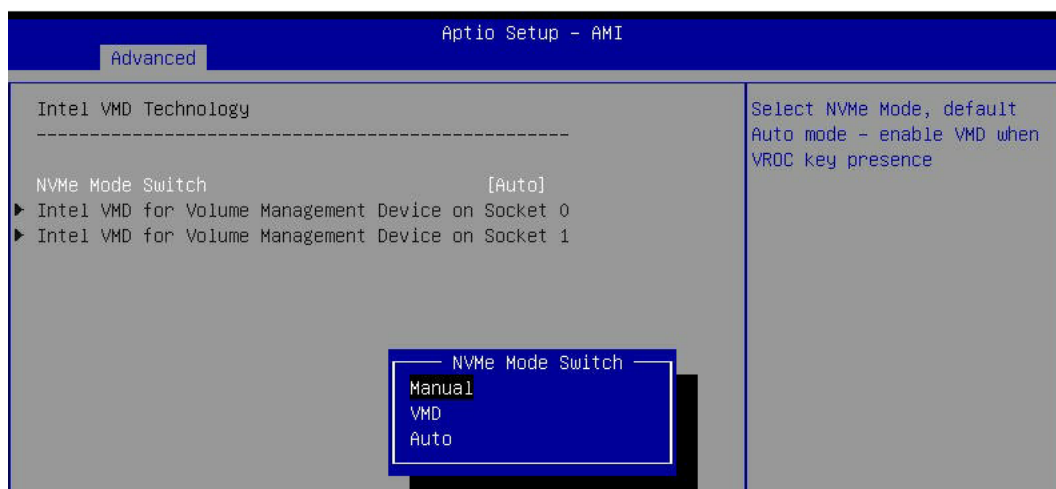 Aptio Setup - AMI
Advanced
Intel VMD Technology
--------------------------------------------------
NVMe Mode Switch [Auto]
Intel VMD for Volume Management Device on Socket 0
Intel VMD for Volume Management Device on Socket 1
Select NVMe Mode, default
Auto mode - enable VMD when
VROC key presence
NVMe Mode Switch
Manual
VMD
Auto